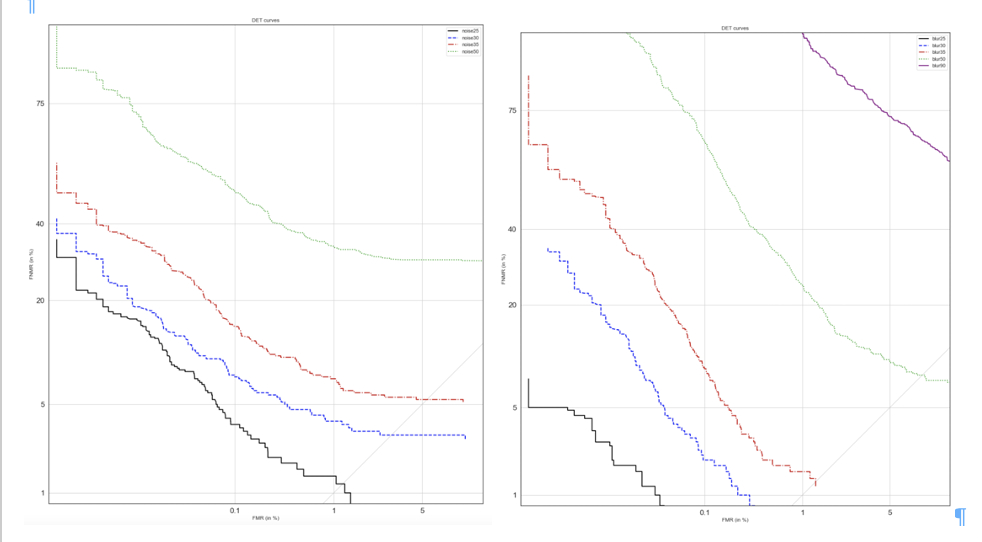 ¶
DET curves
noise25
noise30
noise35
noise50
75
40
20
5
1
FNMR (in %)
0.1 1 5
FMR (in %)
DET curves
blur25
blur30
blur35
blur50
blur90
75
40
20
5
1
FNMR (in %)
0.1 1 5
FMR (in %)
¶